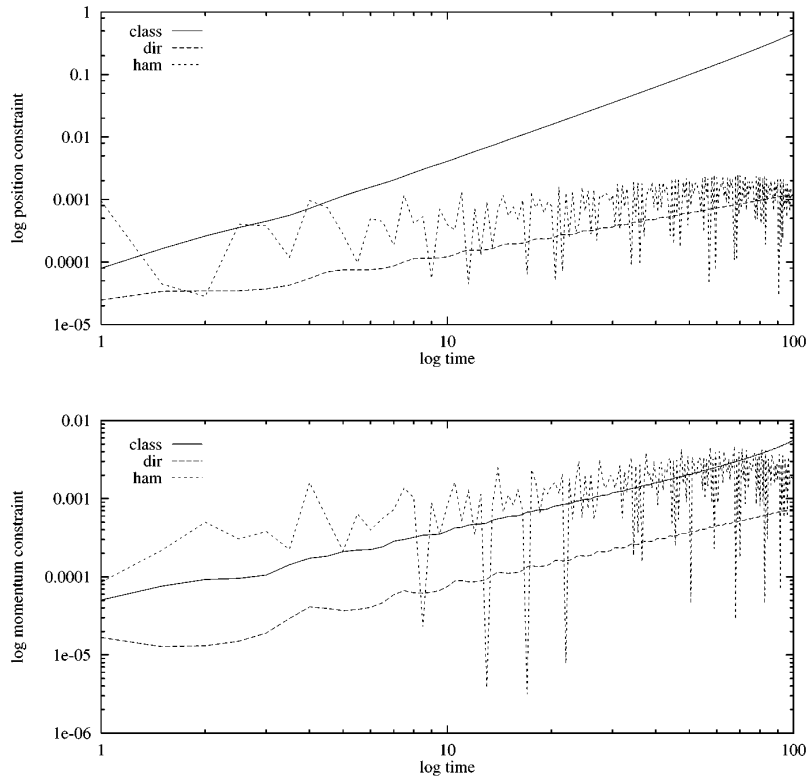 1
class
dir
ham
0.1
0.01
0.001
0.0001
1e-05
log position constraint
1
10
100
log time
0.01
class
dir
ham
0.001
0.0001
1e-05
1e-06
log momentum constraint
1
10
100
log time